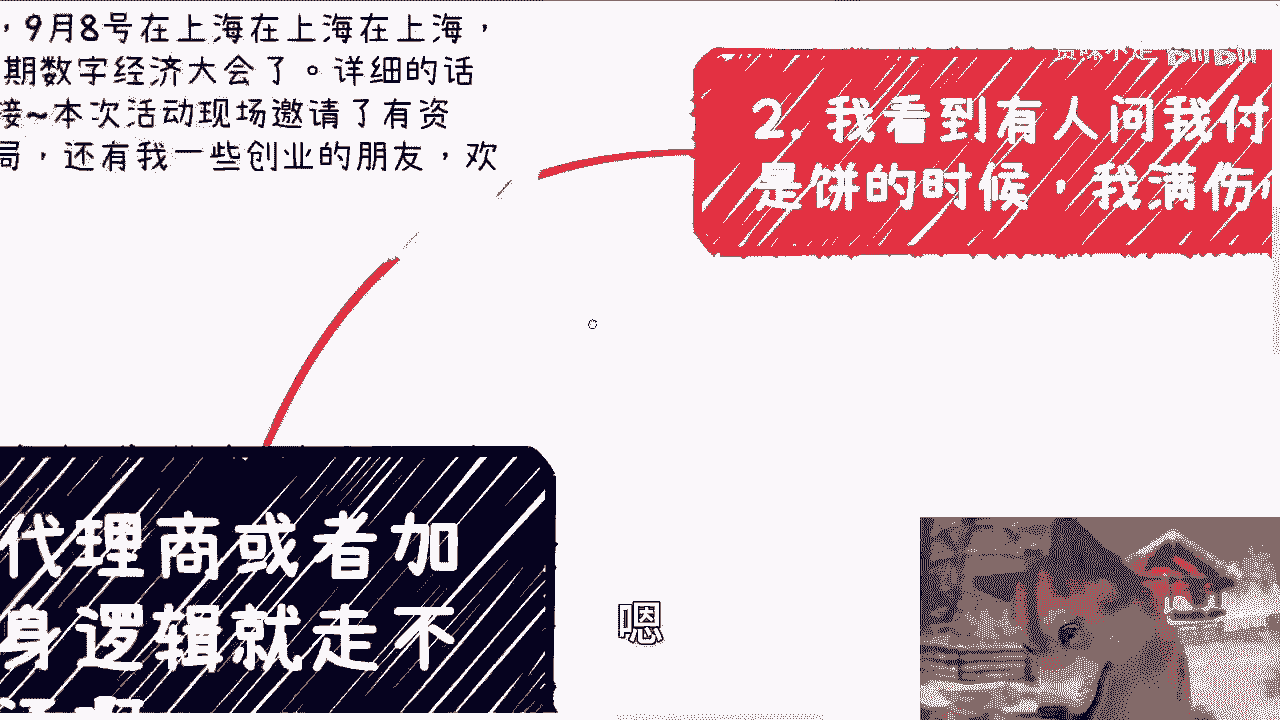 ，9月8号在上海在上海在上海，
期数字经济大会了。详细的话
接~本次活动现场邀请了有资
局，还有我一些创业的朋友，欢
2. 我看到有人问我付
是饼的时候，我满伤
代理商或者加
身逻辑就走不
嗯